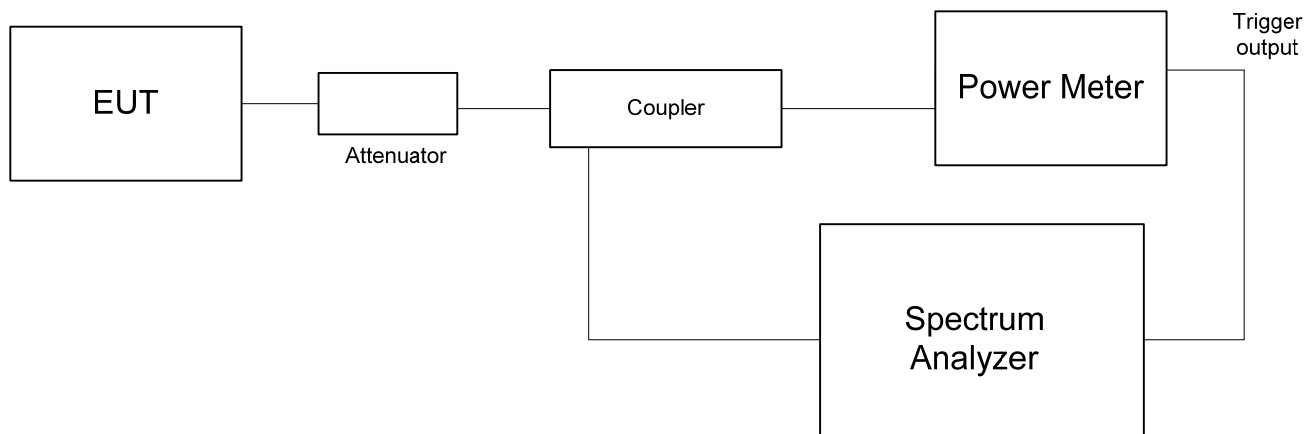 EUT
Attenuator
Coupler
Power Meter
Trigger
output
Spectrum
Analyzer